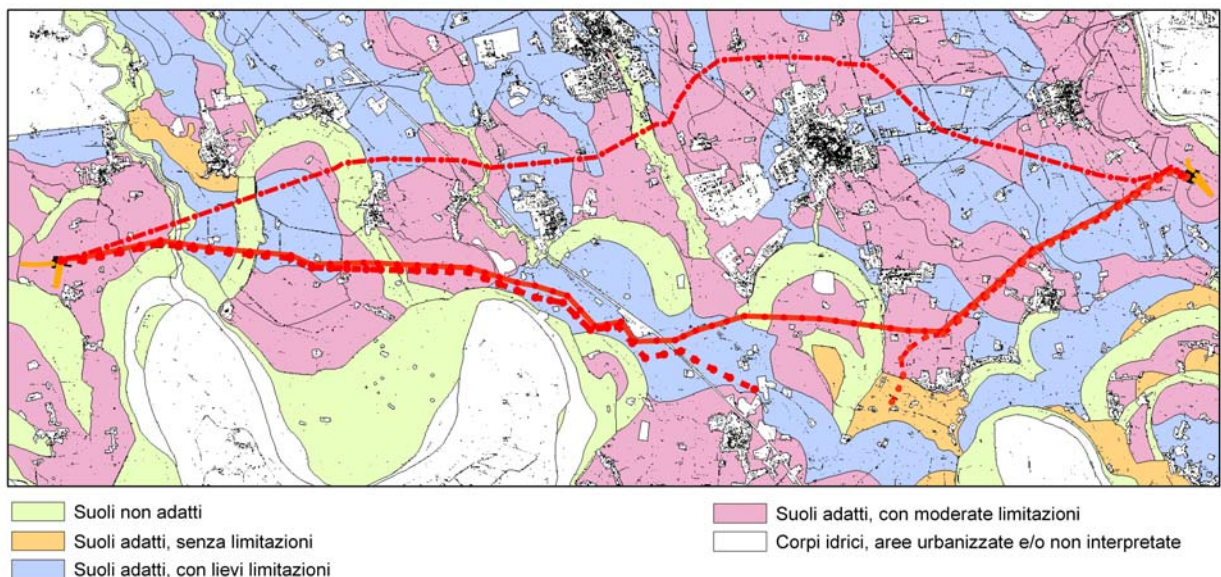 Suoli non adatti
Suoli adatti, senza limitazioni
Suoli adatti, con lievi limitazioni
Suoli adatti, con moderate limitazioni
Corpi idrici, aree urbanizzate e/o non interpretate